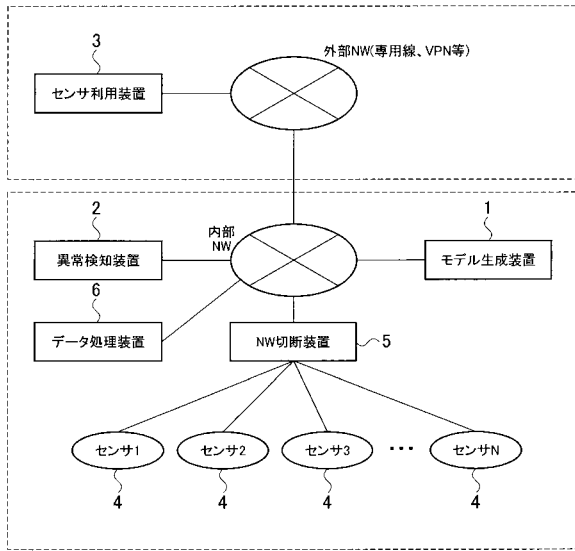 外部NW(専用線、VPN等)
3
センサ利用装置
内部
NW
2
異常検知装置
1
モデル生成装置
6
データ処理装置
NW切断装置
5
センサ1
センサ2
センサ3
•••
センサN
4
4
4
4